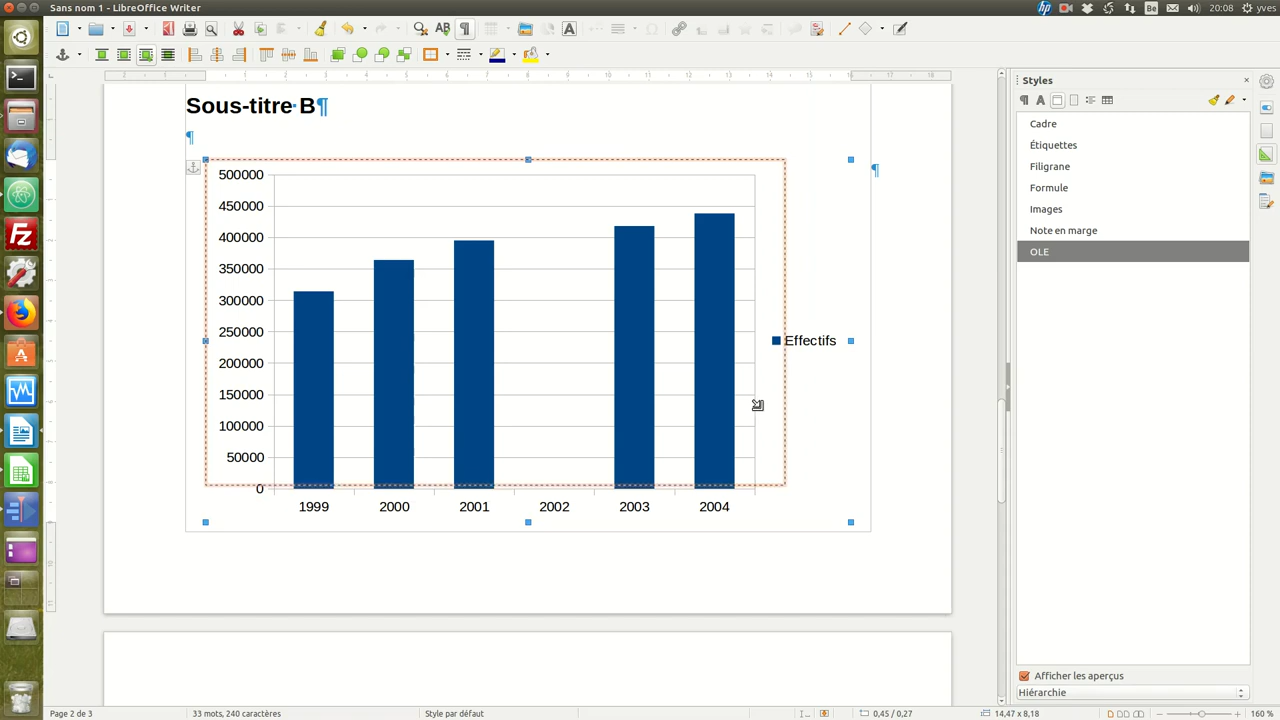 Sans nom 1 - LibreOffice Writer
Be
20:08
yves
Styles
Sous-titre B¶
¶
¶
500000
450000
400000
350000
300000
250000
200000
150000
100000
50000
0
1999 2000 2001 2002 2003 2004
Effectifs
Cadre
Étiquettes
Filigrane
Formule
Images
Note en marge
OLE
Afficher les aperçus
Hiérarchie
Page 2 de 3
33 mots, 240 caractères
Style par défaut
0,45 / 0,27
14,47 x 8,18
160 %